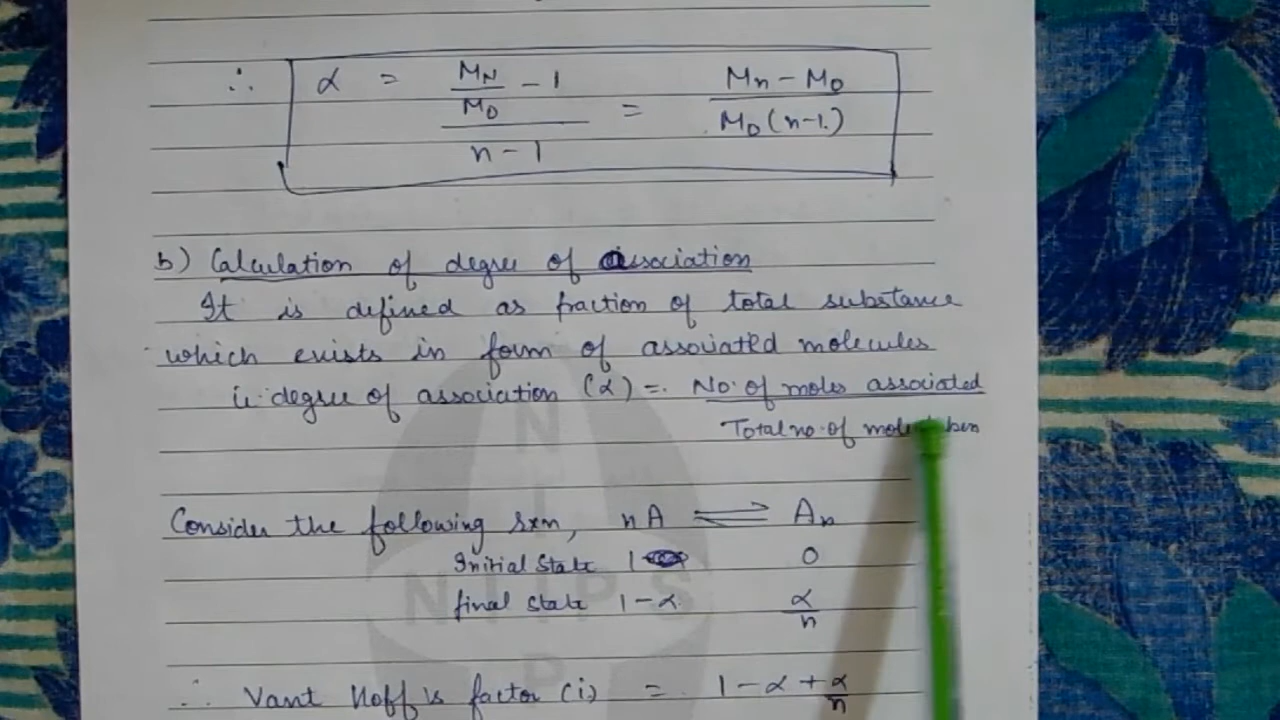 ∴ α = (M_N/M_O − 1)/(n − 1) = (M_n − M_O)/(M_O (n−1.))
b) Calculation of degree of association
It is defined as fraction of total substance
which exists in form of associated molecules
i.e. degree of association (α) = No. of moles associated
Total no. of
Consider the following rxn, nA ⇌ A_n
Initial State 1 0
final state 1 − α α/n
∴ Vant Hoff's factor (i) = 1 − α + α/n
N
I
NTIPS
P